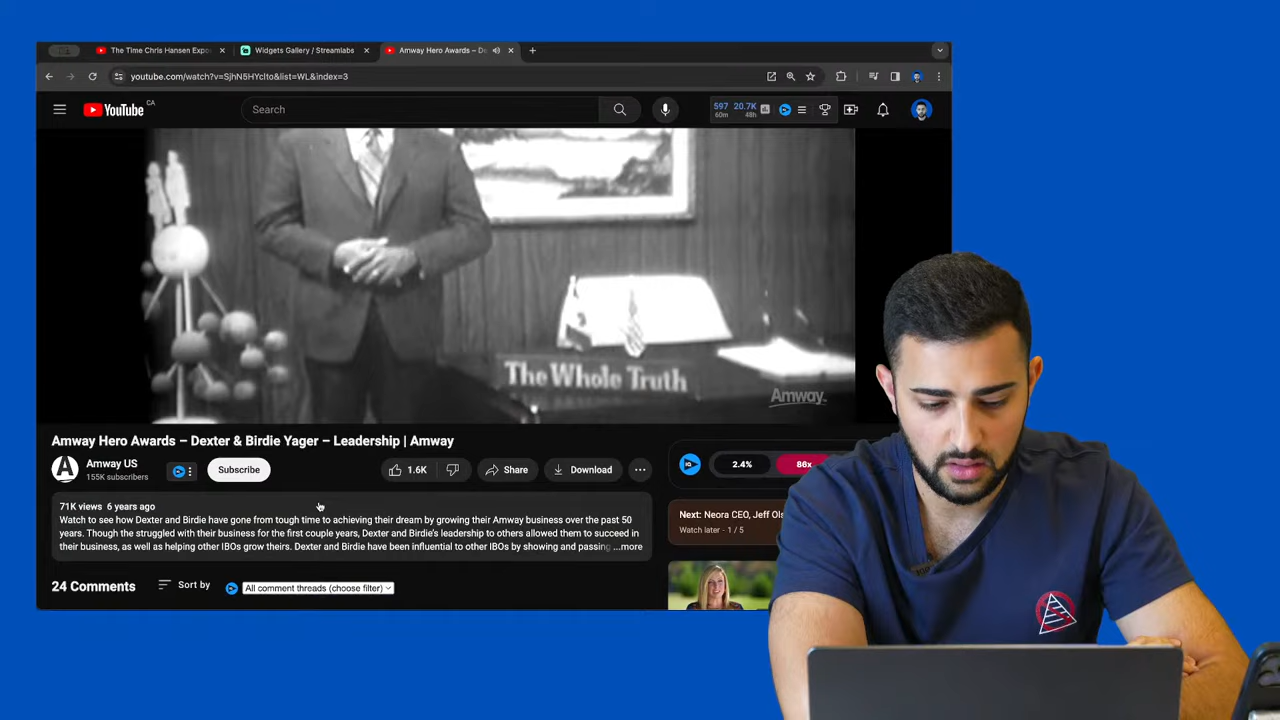 The Time Chris Hansen Expo
Widgets Gallery / Streamlabs
Amway Hero Awards – De
youtube.com/watch?v=SjhN5HYcIto&list=WL&index=3
YouTube CA
Search
597 20.7K
60m 48h
The Whole Truth
Amway
Amway Hero Awards – Dexter & Birdie Yager – Leadership | Amway
Amway US
155K subscribers
Subscribe
1.6K
Share
Download
2.4%
86x
71K views 6 years ago
Watch to see how Dexter and Birdie have gone from tough time to achieving their dream by growing their Amway business over the past 50
years. Though the struggled with their business for the first couple years, Dexter and Birdie's leadership to others allowed them to succeed in
their business, as well as helping other IBOs grow theirs. Dexter and Birdie have been influential to other IBOs by showing and passing ...more
Next: Neora CEO, Jeff Ols
Watch later - 1 / 5
24 Comments
Sort by
All comment threads (choose filter)